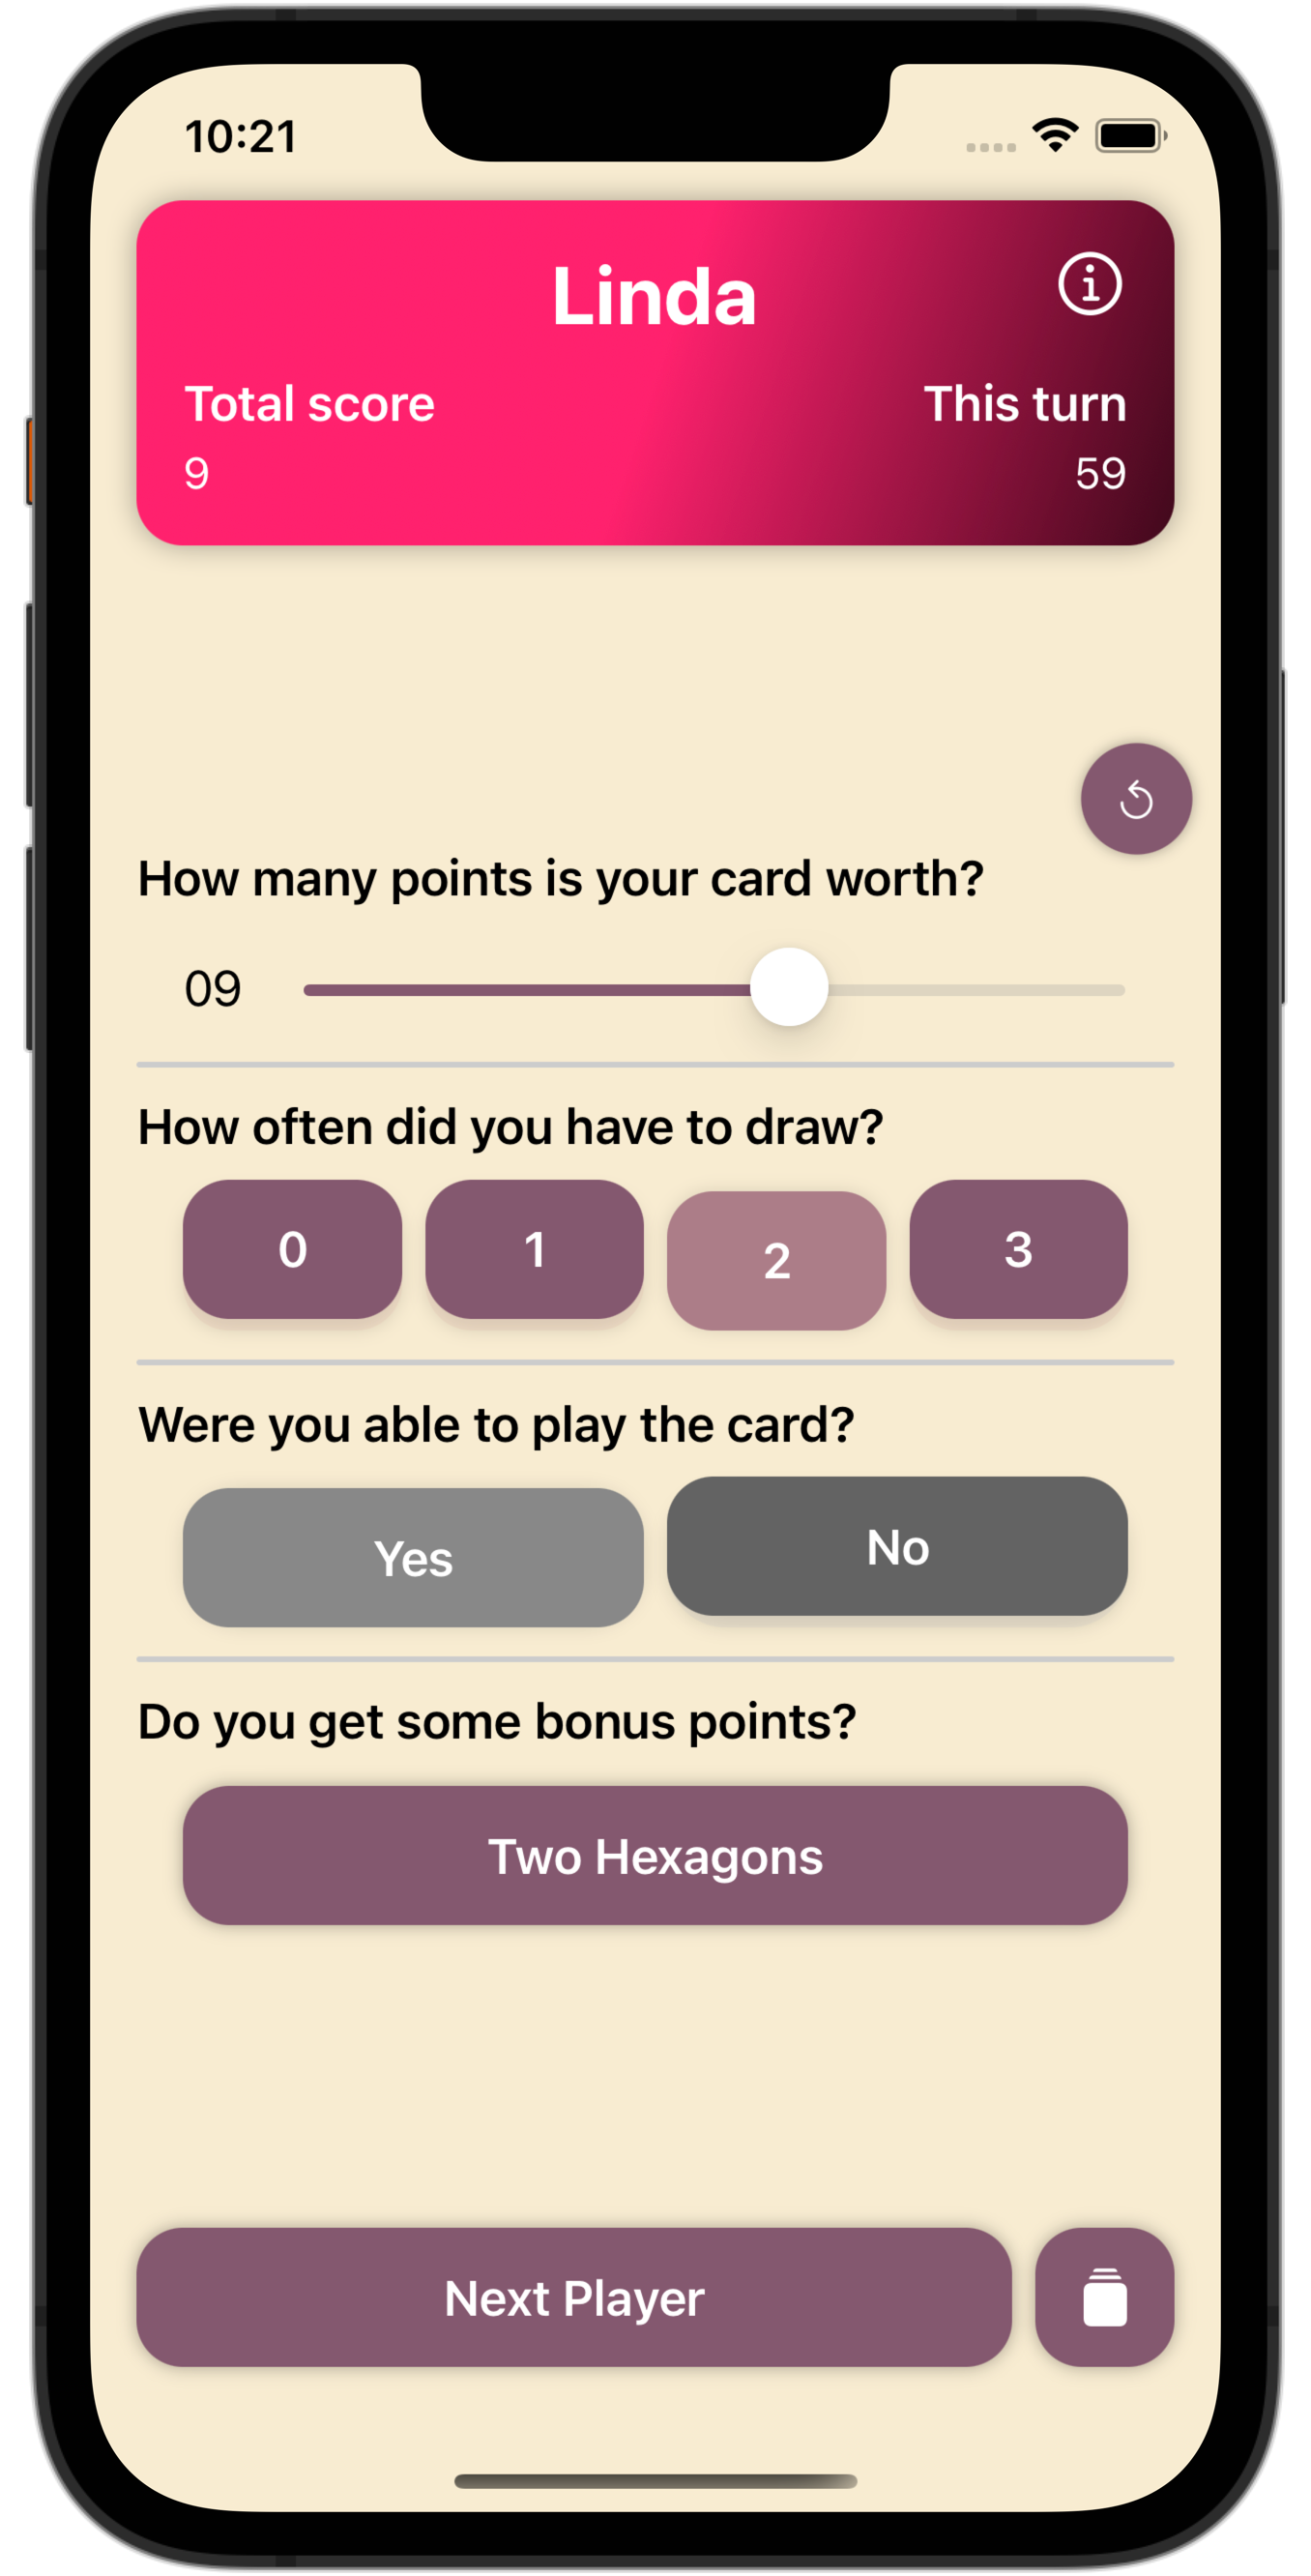 10:21
Linda
Total score
This turn
9
59
How many points is your card worth?
09
How often did you have to draw?
0
1
2
3
Were you able to play the card?
Yes
No
Do you get some bonus points?
Two Hexagons
Next Player